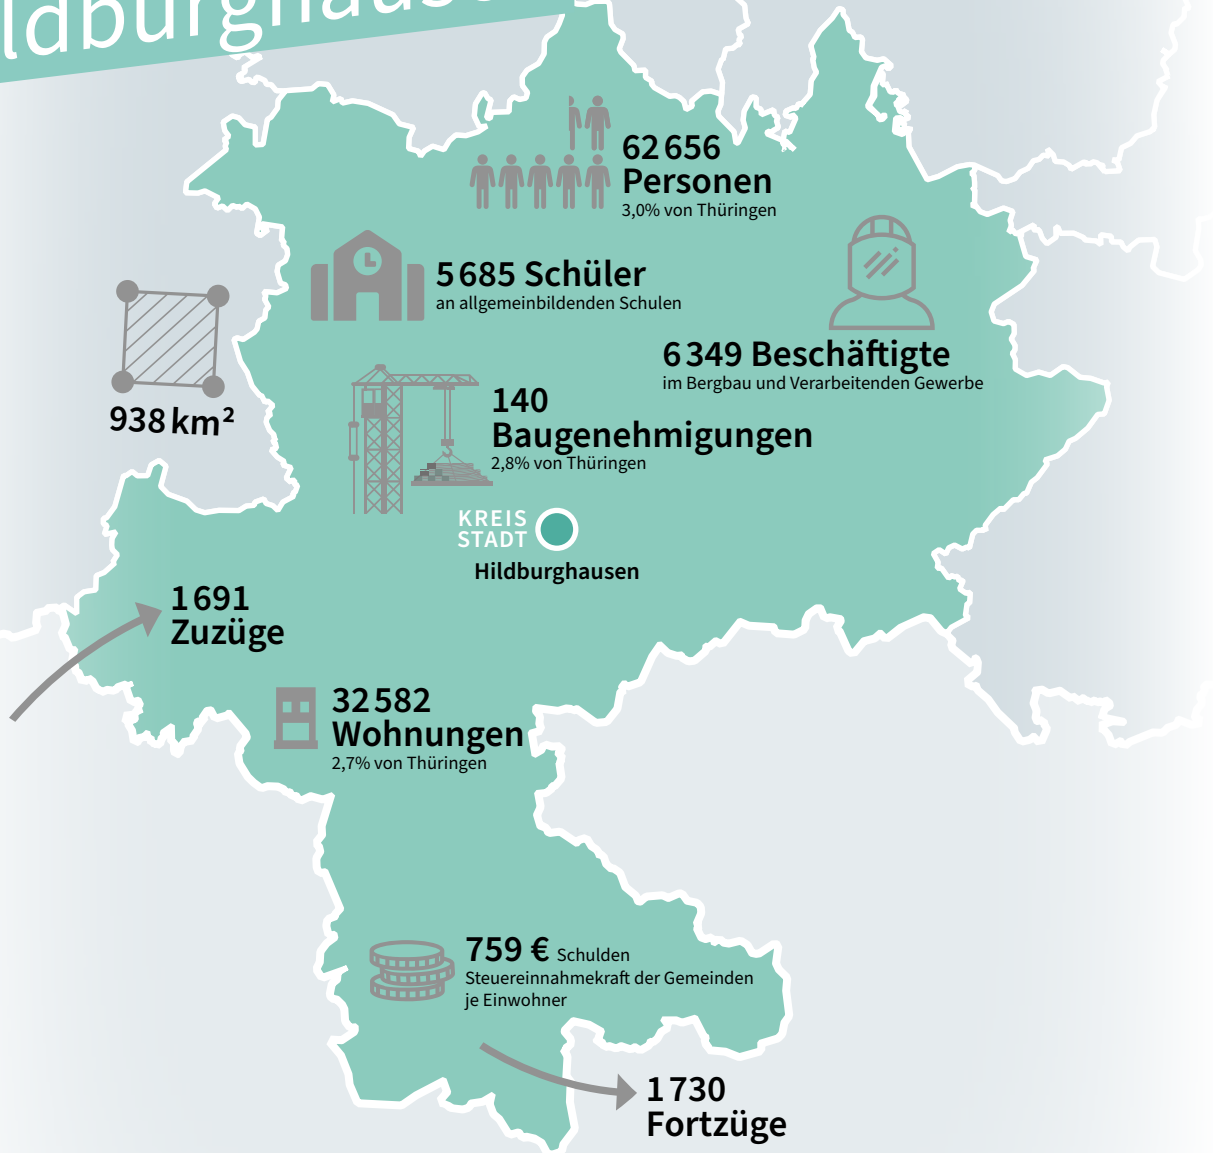 62 656
Personen
3,0% von Thüringen
5 685 Schüler
an allgemeinbildenden Schulen
6 349 Beschäftigte
im Bergbau und Verarbeitenden Gewerbe
938 km²
140
Baugenehmigungen
2,8% von Thüringen
KREIS
STADT
Hildburghausen
1 691
Zuzüge
32 582
Wohnungen
2,7% von Thüringen
759 € Schulden
Steuereinnahmekraft der Gemeinden
je Einwohner
1 730
Fortzüge